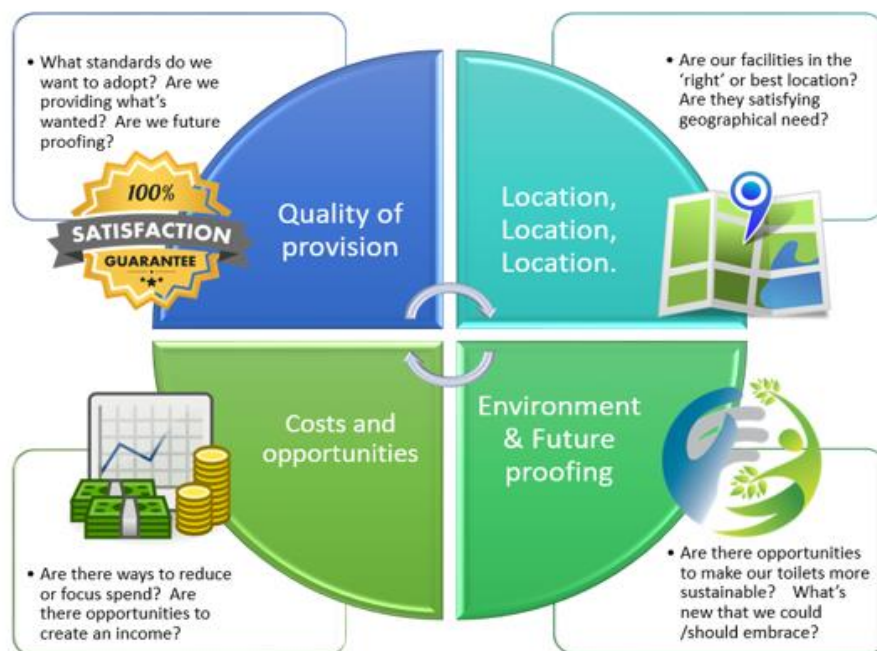 • What standards do we
want to adopt?  Are we
providing what's
wanted?  Are we future
proofing?
100%
SATISFACTION
GUARANTEE
Quality of
provision
• Are our facilities in the
'right' or best location?
Are they satisfying
geographical need?
Location,
Location,
Location.
Costs and
opportunities
• Are there ways to reduce
or focus spend?  Are
there opportunities to
create an income?
Environment
& Future
proofing
• Are there opportunities
to make our toilets more
sustainable?   What's
new that we could
/should embrace?